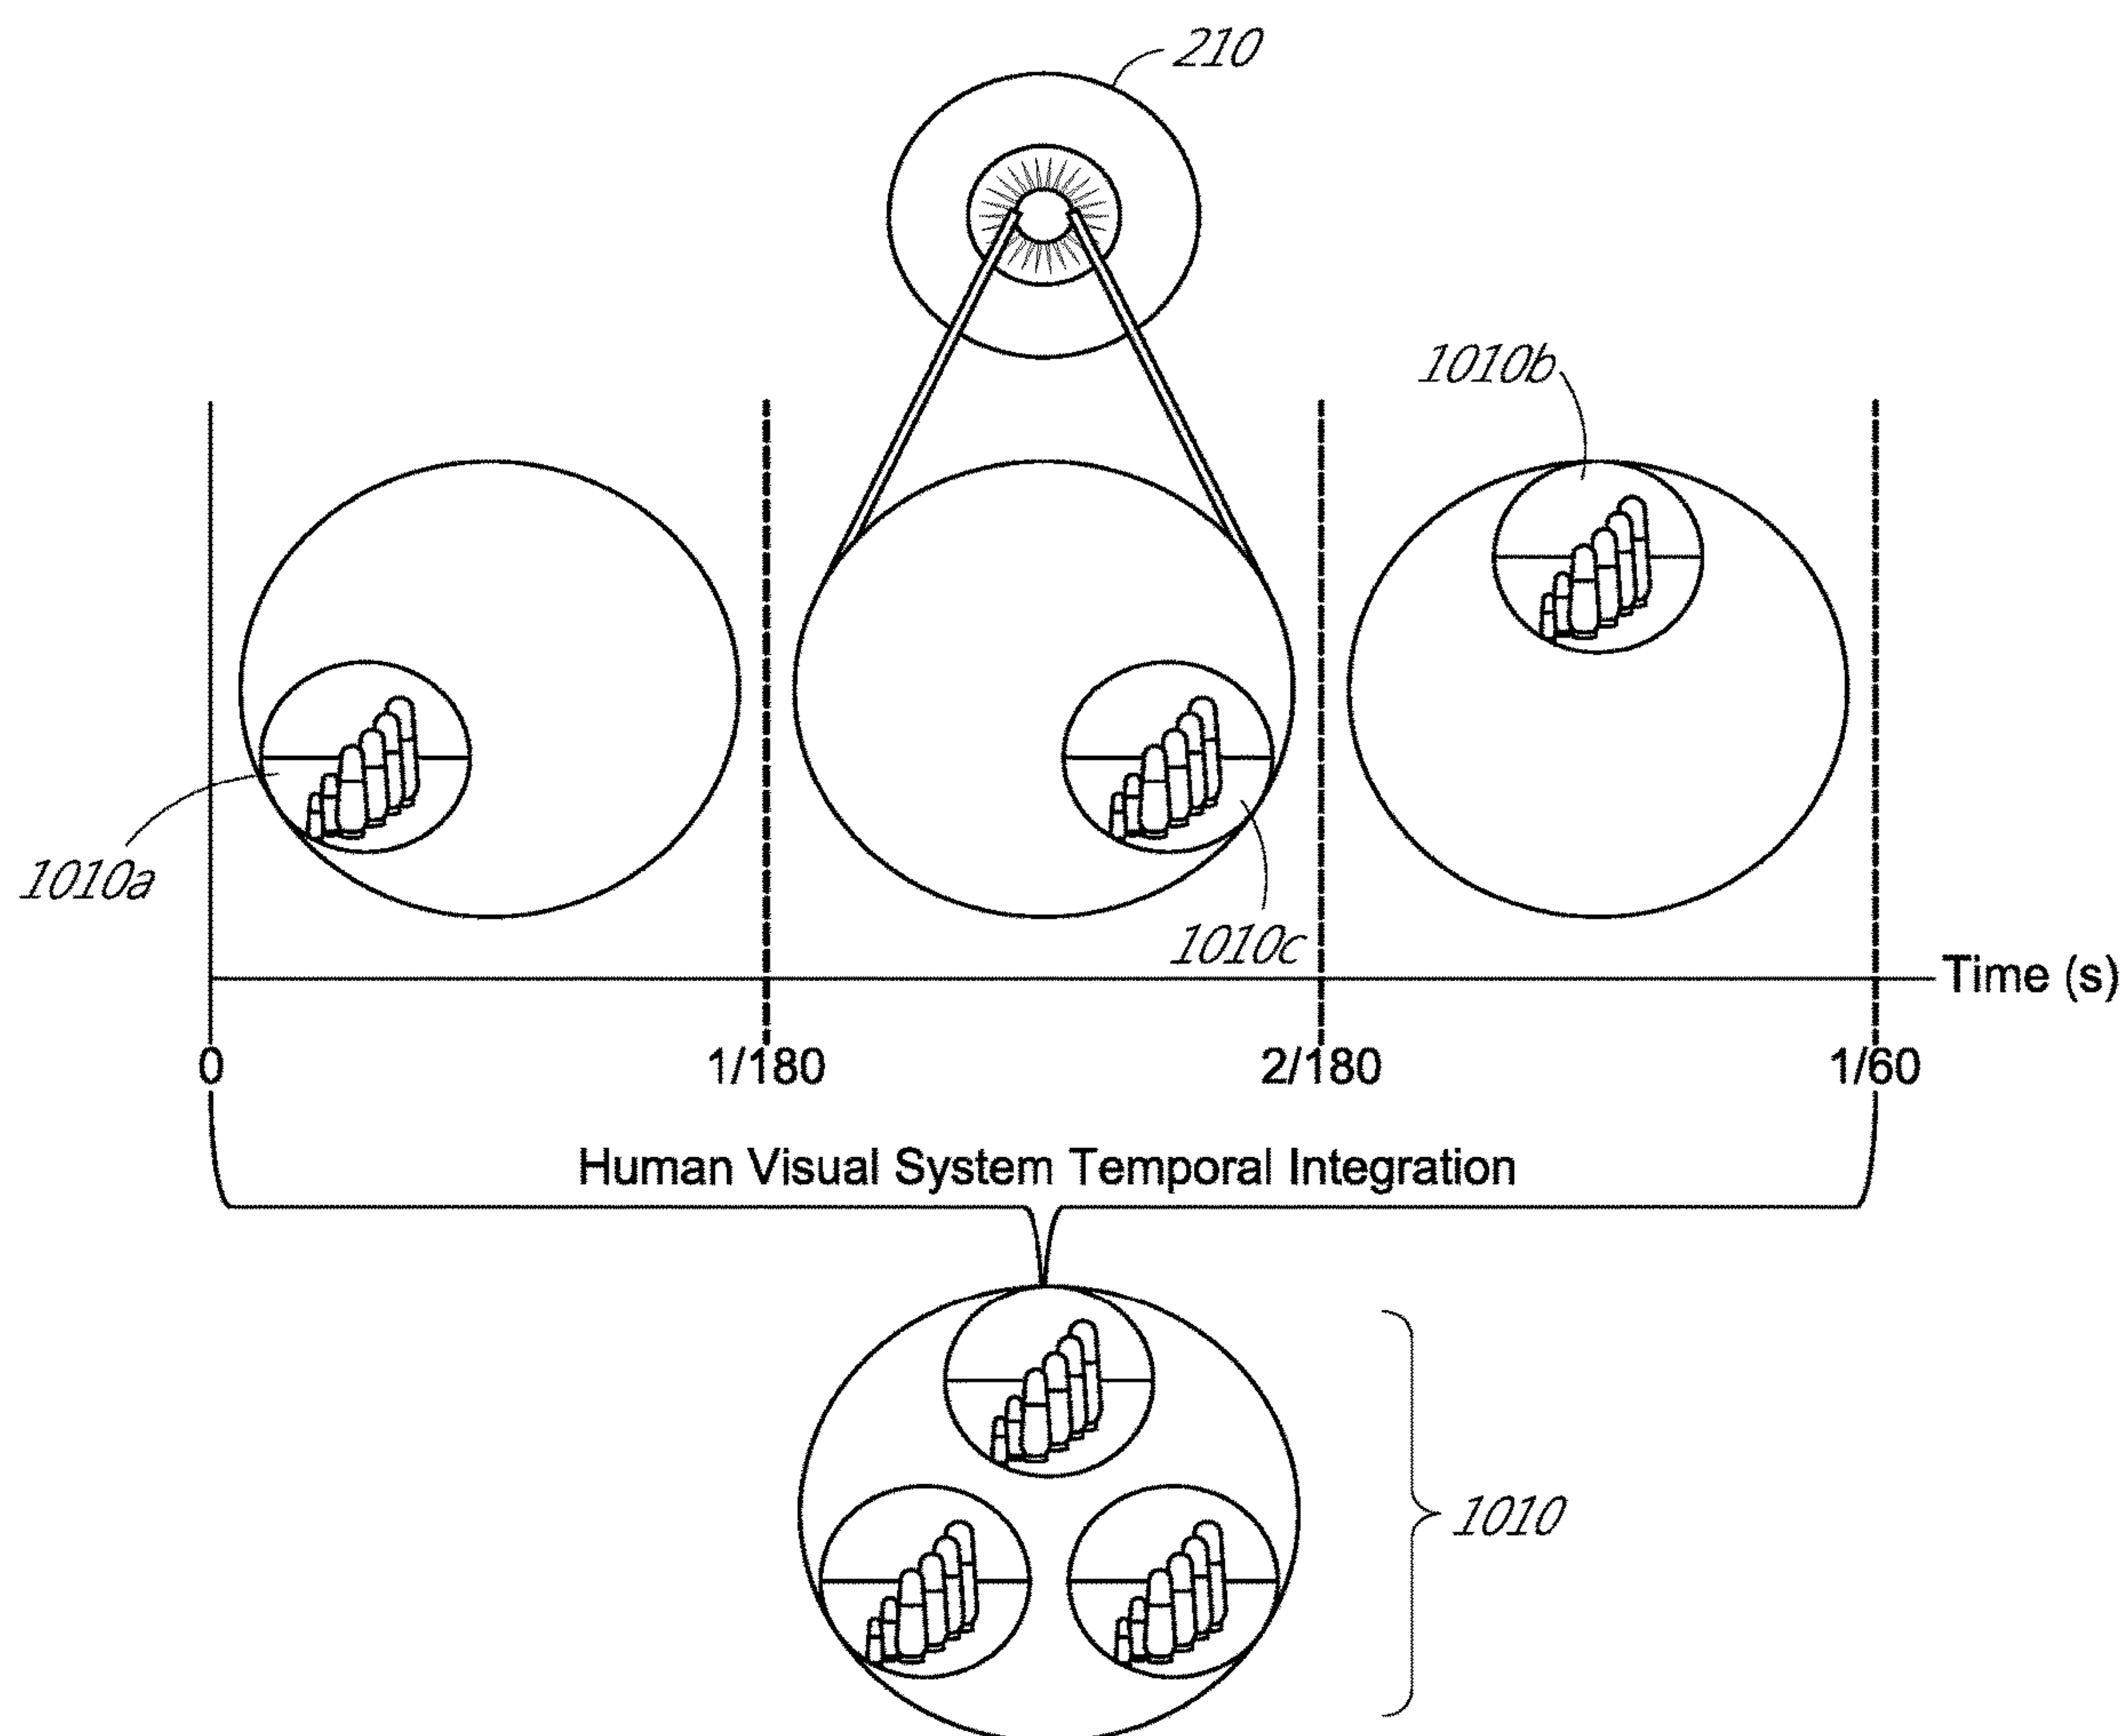 210
1010b
1010a
1010c
Time (s)
0
1/180
2/180
1/60
Human Visual System Temporal Integration
1010